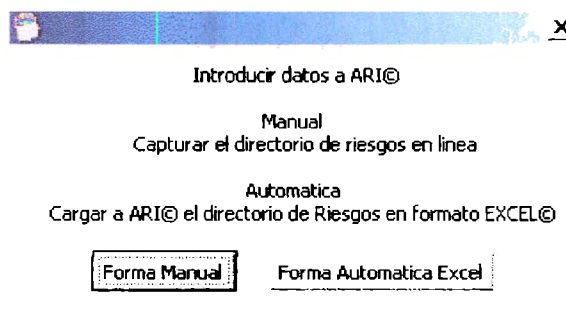 Introducir datos a ARI©
Manual
Capturar el directorio de riesgos en linea
Automatica
Cargar a ARI© el directorio de Riesgos en formato EXCEL©
Forma Manual
Forma Automatica Excel